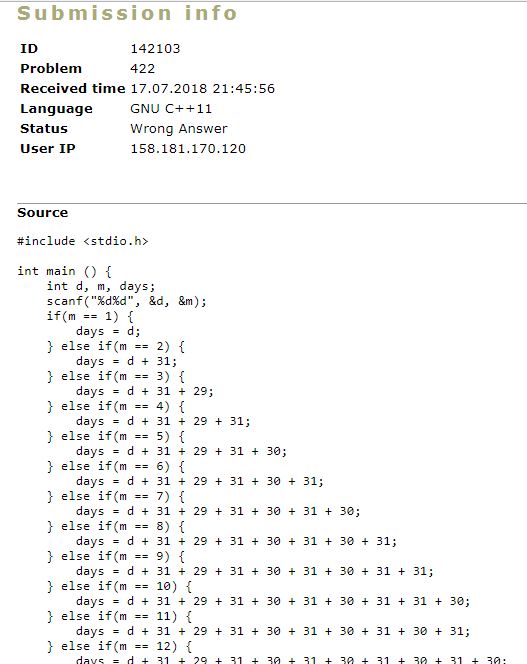 Submission info
ID 142103
Problem 422
Received time 17.07.2018 21:45:56
Language GNU C++11
Status Wrong Answer
User IP 158.181.170.120
Source
#include <stdio.h>
int main () {
int d, m, days;
scanf("%d%d", &d, &m);
if(m == 1) {
days = d;
} else if(m == 2) {
days = d + 31;
} else if(m == 3) {
days = d + 31 + 29;
} else if(m == 4) {
days = d + 31 + 29 + 31;
} else if(m == 5) {
days = d + 31 + 29 + 31 + 30;
} else if(m == 6) {
days = d + 31 + 29 + 31 + 30 + 31;
} else if(m == 7) {
days = d + 31 + 29 + 31 + 30 + 31 + 30;
} else if(m == 8) {
days = d + 31 + 29 + 31 + 30 + 31 + 30 + 31;
} else if(m == 9) {
days = d + 31 + 29 + 31 + 30 + 31 + 30 + 31 + 31;
} else if(m == 10) {
days = d + 31 + 29 + 31 + 30 + 31 + 30 + 31 + 31 + 30;
} else if(m == 11) {
days = d + 31 + 29 + 31 + 30 + 31 + 30 + 31 + 30 + 31;
} else if(m == 12) {
days = d + 31 + 29 + 31 + 30 + 31 + 30 + 31 + 30 + 31 + 30;